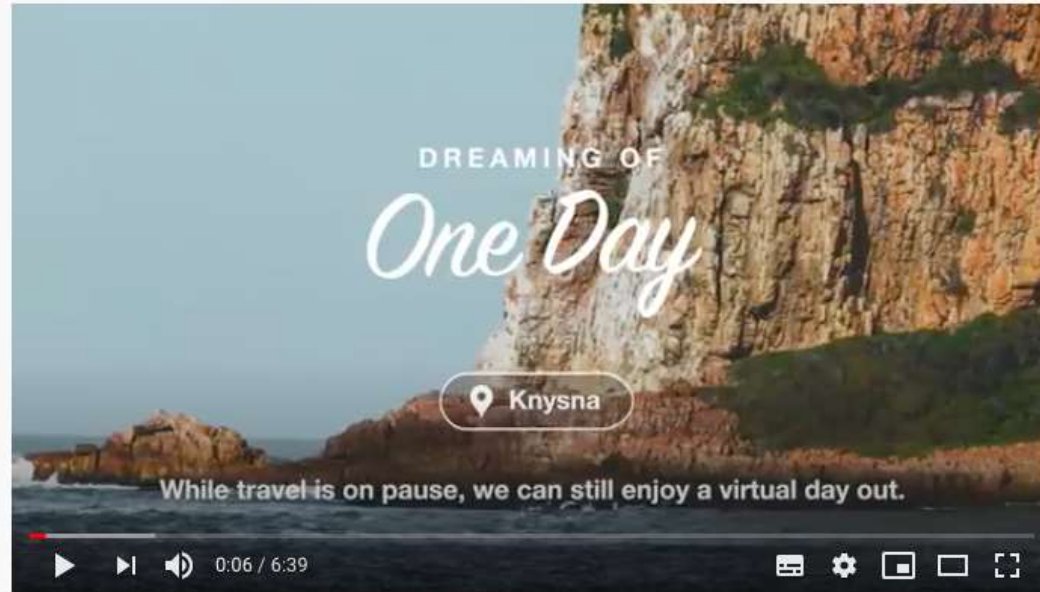 DREAMING OF
One Day
Knysna
While travel is on pause, we can still enjoy a virtual day out.
0:06 / 6:39